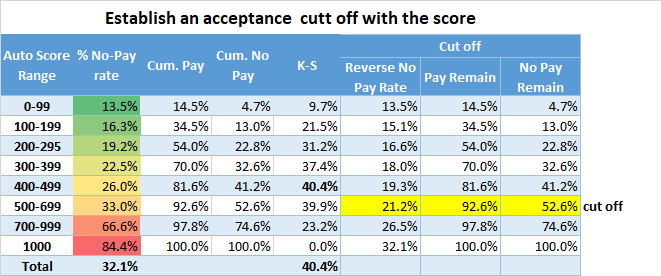 Establish an acceptance cutt off with the score
Auto Score Range % No-Pay rate Cum. Pay Cum. No Pay K-S Cut off
Reverse No Pay Rate Pay Remain No Pay Remain
0-99 13.5% 14.5% 4.7% 9.7% 13.5% 14.5% 4.7%
100-199 16.3% 34.5% 13.0% 21.5% 15.1% 34.5% 13.0%
200-295 19.2% 54.0% 22.8% 31.2% 16.6% 54.0% 22.8%
300-399 22.5% 70.0% 32.6% 37.4% 18.0% 70.0% 32.6%
400-499 26.0% 81.6% 41.2% 40.4% 19.3% 81.6% 41.2%
500-699 33.0% 92.6% 52.6% 39.9% 21.2% 92.6% 52.6% cut off
700-999 66.6% 97.8% 74.6% 23.2% 26.5% 97.8% 74.6%
1000 84.4% 100.0% 100.0% 0.0% 32.1% 100.0% 100.0%
Total 32.1% 40.4%